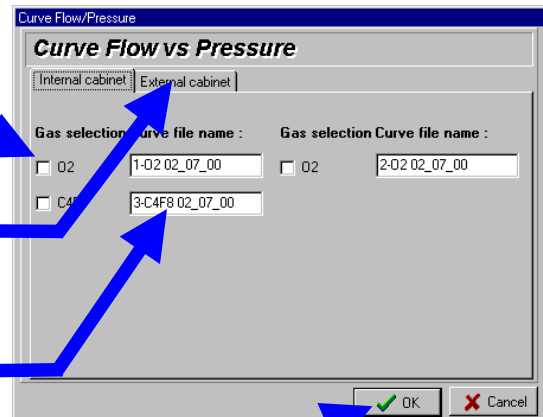 Curve Flow/Pressure
Curve Flow vs Pressure
Internal cabinet External cabinet
Gas selection Curve file name : Gas selection Curve file name :
O2 1-O2 02_07_00 O2 2-O2 02_07_00
3-C4F8 02_07_00
OK Cancel